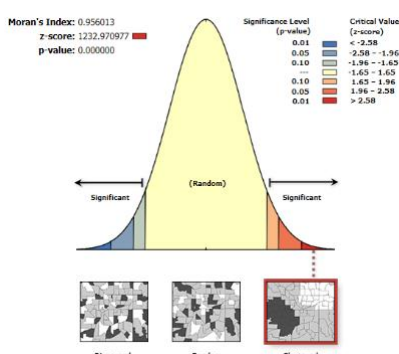 Moran's Index: 0.956013
z-score: 1232.970977
p-value: 0.000000
Significance Level
(p-value)
Critical Value
(z-score)
0.01 < -2.58
0.05 -2.58 - -1.96
0.10 -1.96 - -1.65
--- -1.65 - 1.65
0.10 1.65 - 1.96
0.05 1.96 - 2.58
0.01 > 2.58
Significant
(Random)
Significant